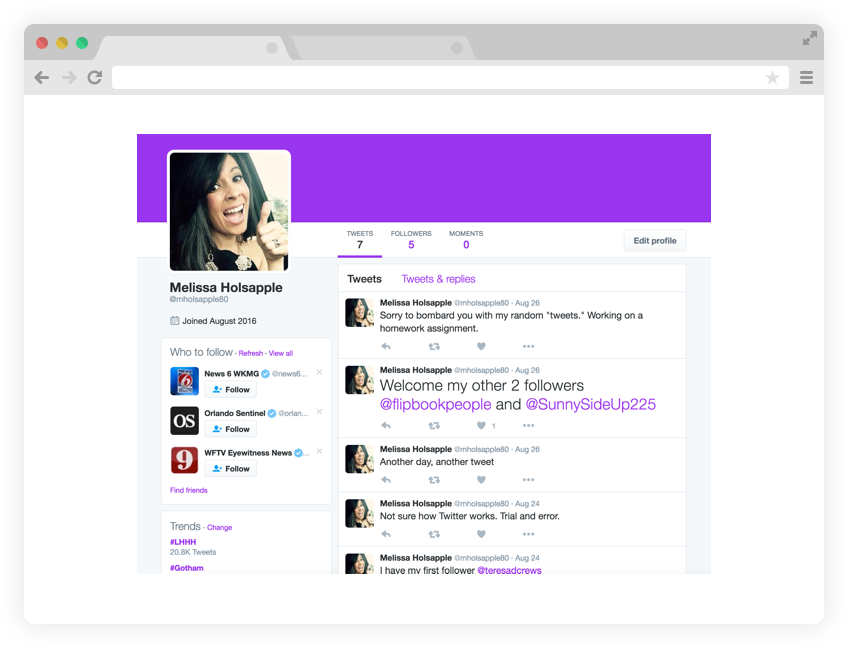 TWEETS FOLLOWERS MOMENTS
7 5 0
Edit profile
Melissa Holsapple
@mholsapple80
Joined August 2016
Who to follow · Refresh · View all
6
News 6 WKMG @news6...
Follow
OS
Orlando Sentinel @orlan...
Follow
9
WFTV Eyewitness News ...
Follow
Find friends
Trends · Change
#LHHH
20.8K Tweets
#Gotham
Tweets Tweets & replies
Melissa Holsapple @mholsapple80 · Aug 26
Sorry to bombard you with my random "tweets." Working on a
homework assignment.
Melissa Holsapple @mholsapple80 · Aug 26
Welcome my other 2 followers
@flipbookpeople and @SunnySideUp225
1
Melissa Holsapple @mholsapple80 · Aug 26
Another day, another tweet
Melissa Holsapple @mholsapple80 · Aug 24
Not sure how Twitter works. Trial and error.
Melissa Holsapple @mholsapple80 · Aug 24
I have my first follower @teresadcrews